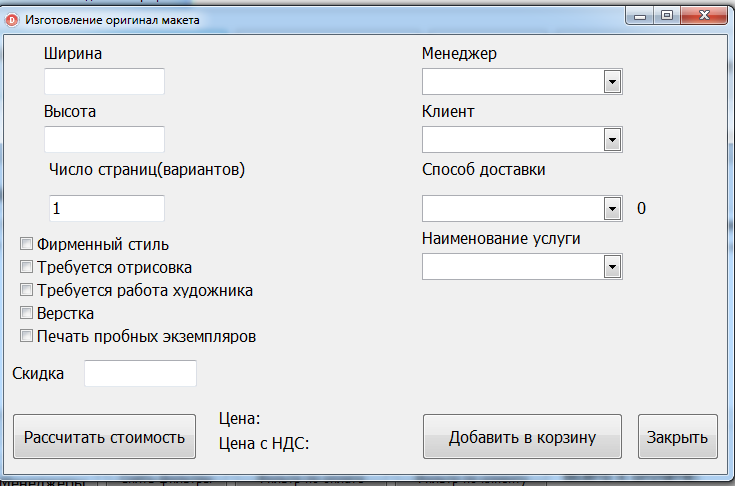 Изготовление оригинал макета
Ширина
Высота
Число страниц(вариантов)
1
Фирменный стиль
Требуется отрисовка
Требуется работа художника
Верстка
Печать пробных экземпляров
Скидка
Менеджер
Клиент
Способ доставки
0
Наименование услуги
Рассчитать стоимость
Цена:
Цена с НДС:
Добавить в корзину
Закрыть